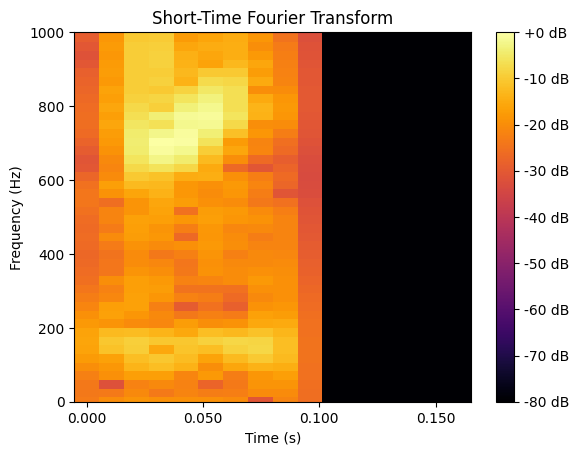 Short-Time Fourier Transform
1000
800
600
400
200
0
Frequency (Hz)
0.000
0.050
0.100
0.150
Time (s)
+0 dB
-10 dB
-20 dB
-30 dB
-40 dB
-50 dB
-60 dB
-70 dB
-80 dB